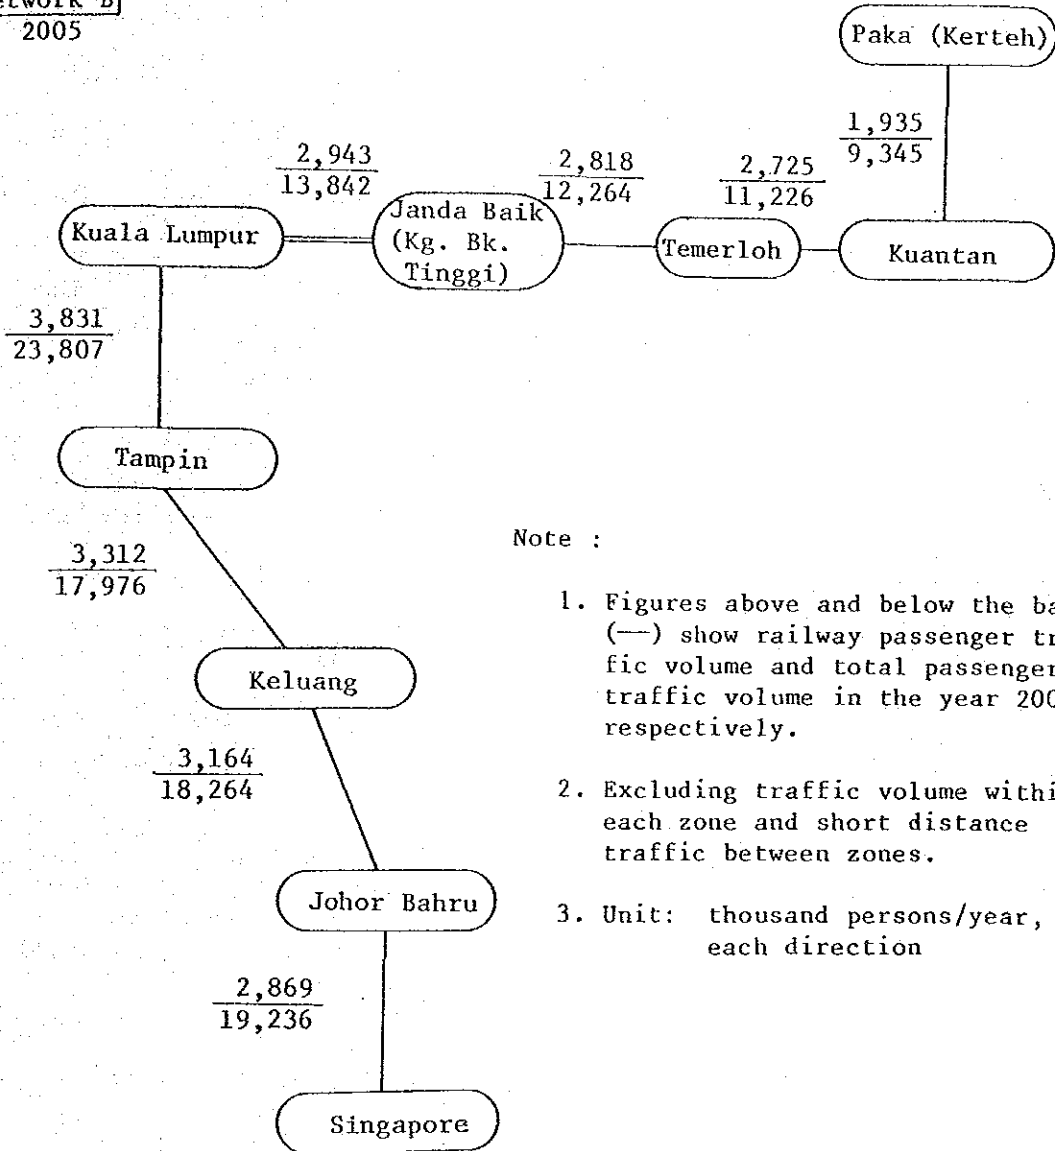 2005
Paka (Kerteh)
1,935
9,345
2,943
13,842
2,818
12,264
2,725
11,226
Kuala Lumpur
Janda Baik
(Kg. Bk.
Tinggi)
Temerloh
Kuantan
3,831
23,807
Tampin
3,312
17,976
Keluang
3,164
18,264
Johor Bahru
2,869
19,236
Singapore
Note :
1. Figures above and below the
(—) show railway passenger
fic volume and total passenger
traffic volume in the year
respectively.
2. Excluding traffic volume
each zone and short distance
traffic between zones.
3. Unit: thousand persons/year,
each direction